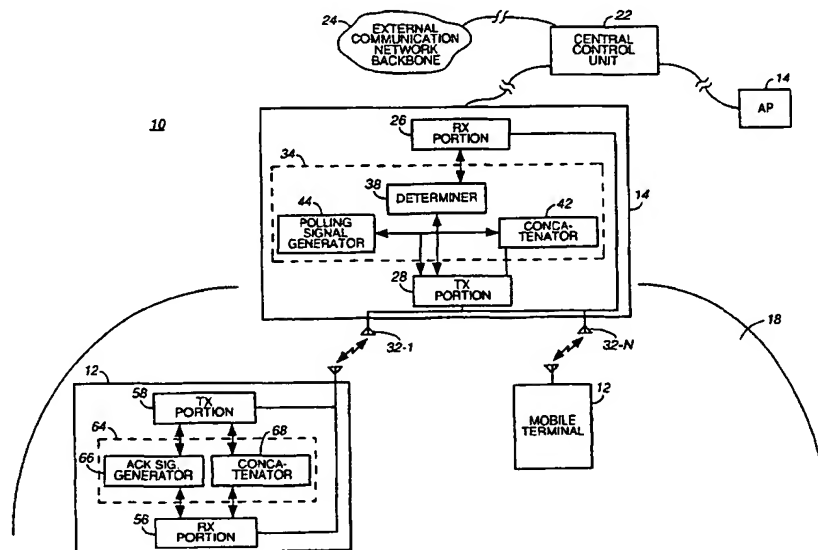 24
EXTERNAL
COMMUNICATION
NETWORK
BACKBONE
22
CENTRAL
CONTROL
UNIT
14
AP
10
26
RX
PORTION
34
38
DETERMINER
44
POLLING
SIGNAL
GENERATOR
42
CONCA-
TENATOR
14
28
TX
PORTION
32-1
32-N
18
12
58
TX
PORTION
64
68
66
ACK SIG.
GENERATOR
CONCA-
TENATOR
56
RX
PORTION
12
MOBILE
TERMINAL